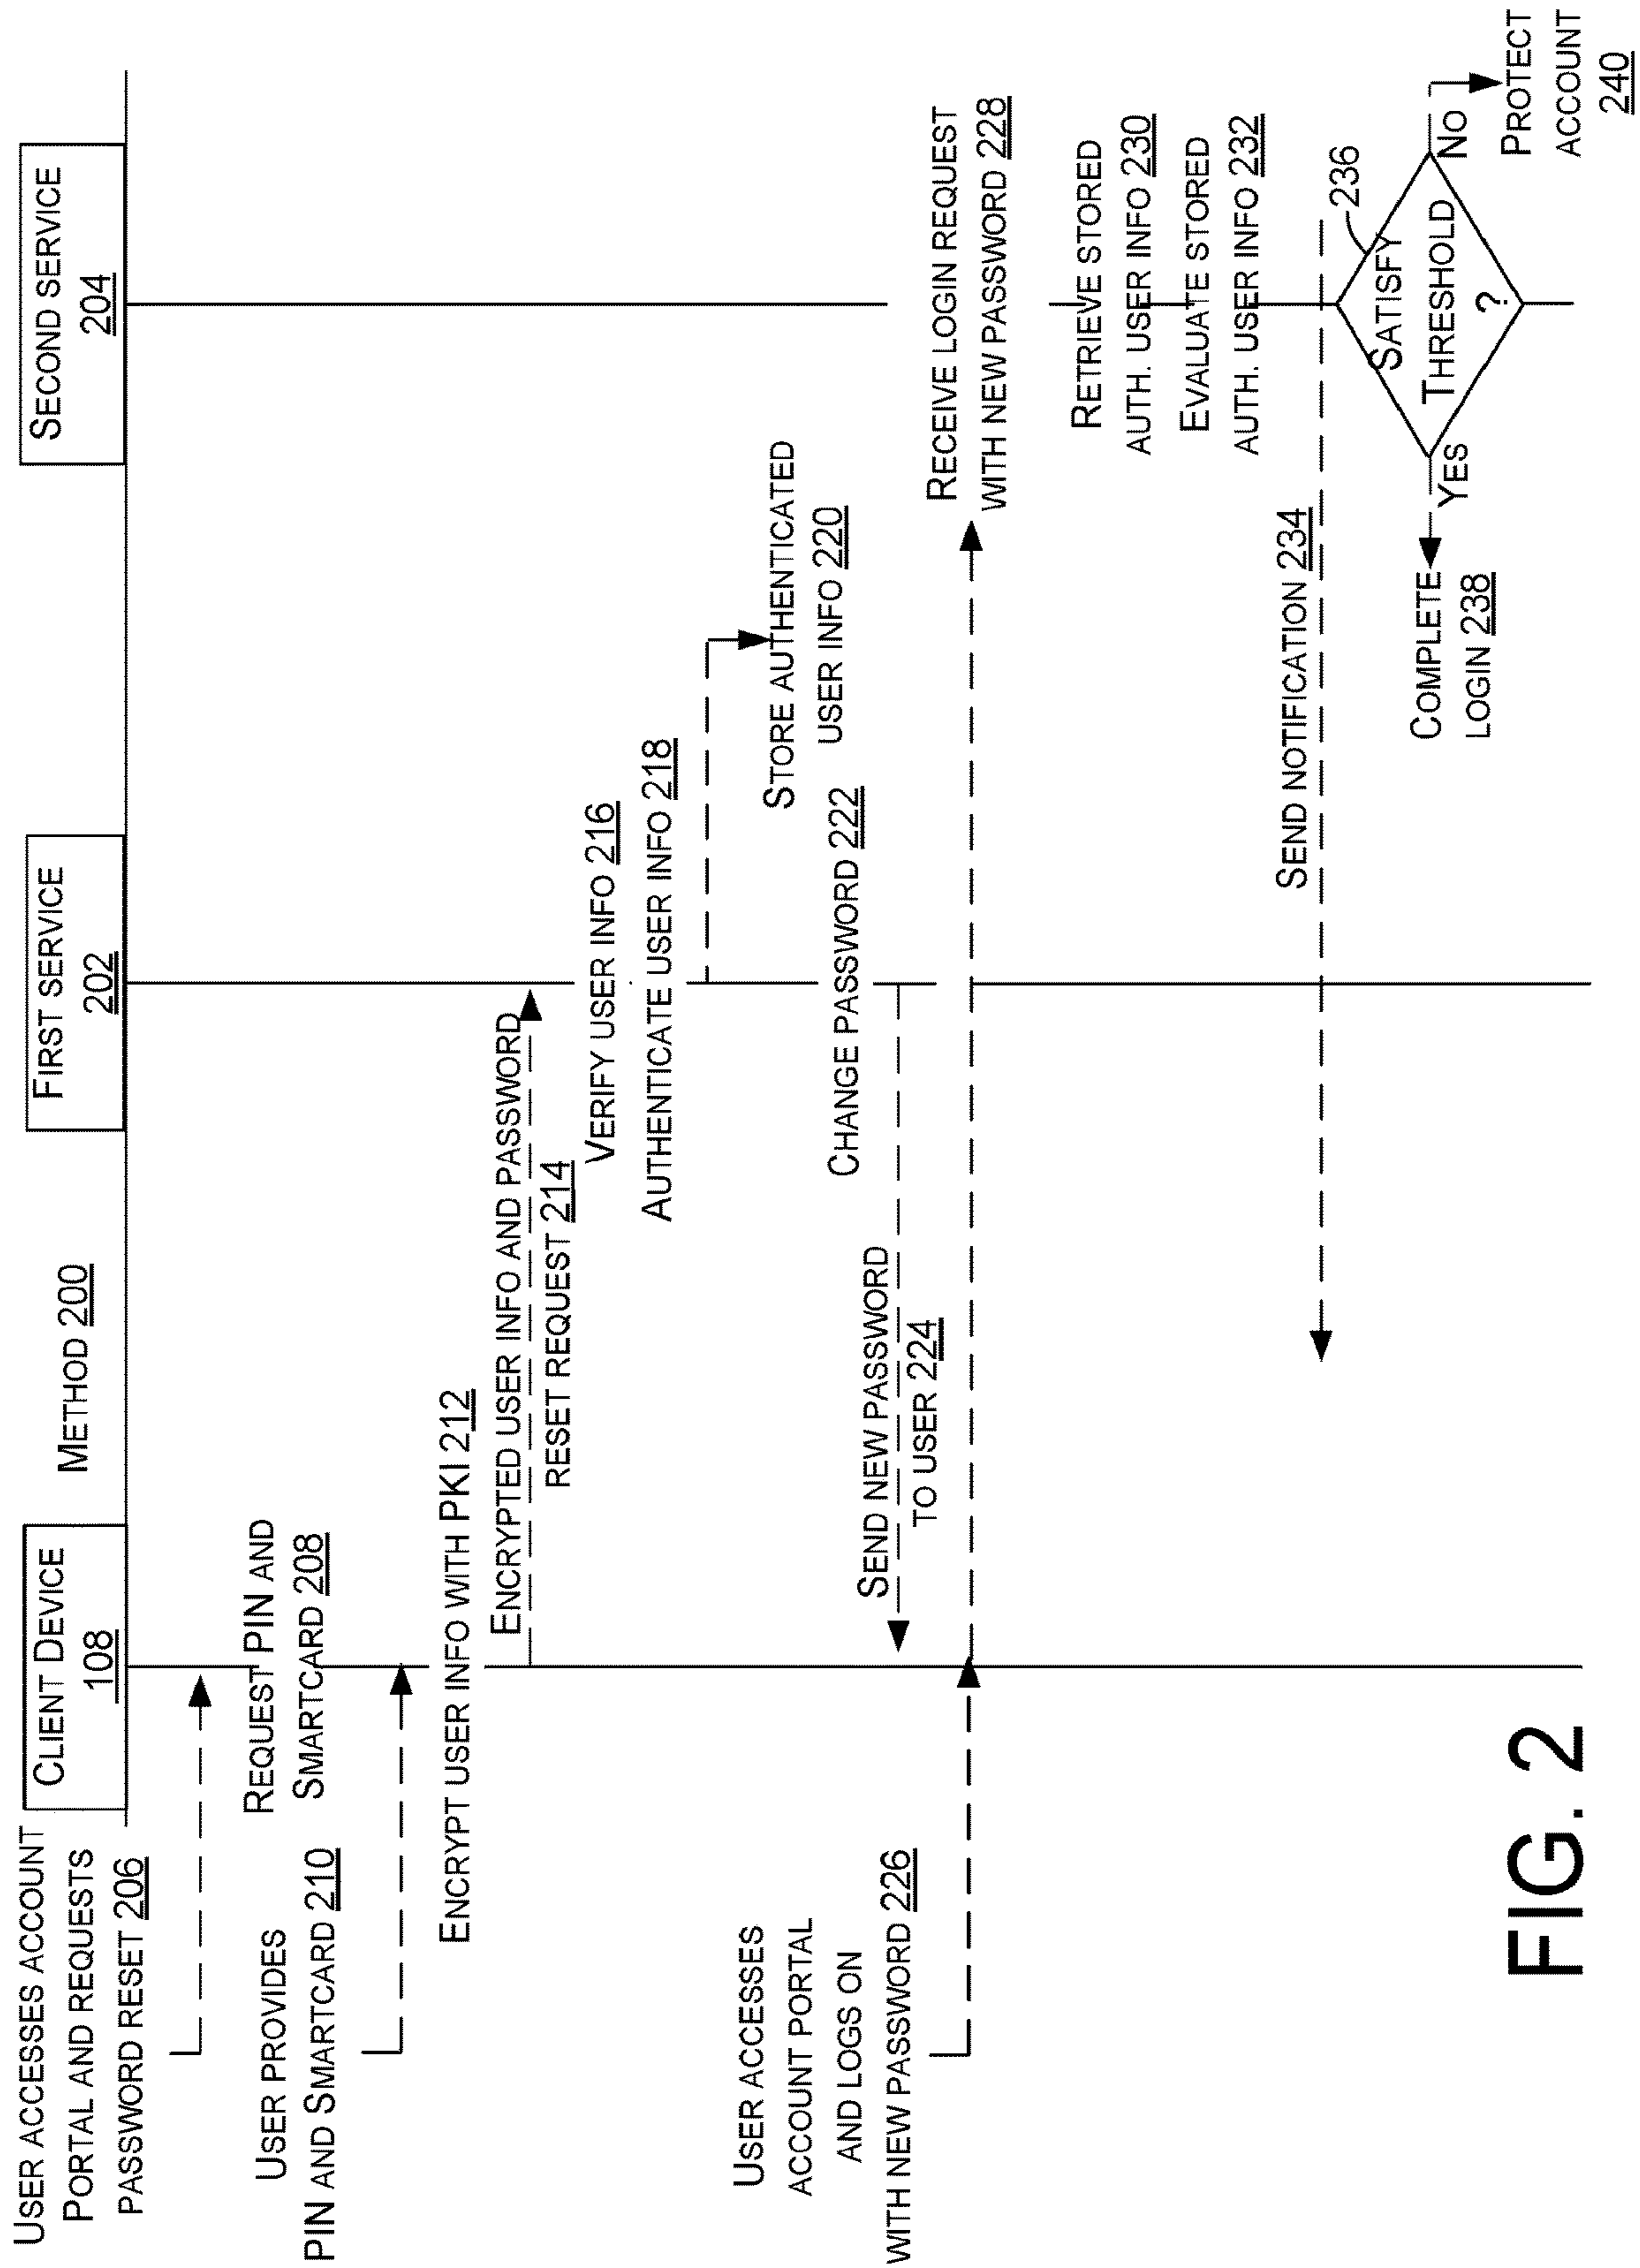 METHOD 200
CLIENT DEVICE
108
FIRST SERVICE
202
SECOND SERVICE
204
USER ACCESSES ACCOUNT
PORTAL AND REQUESTS
PASSWORD RESET 206
REQUEST PIN AND
SMARTCARD 208
USER PROVIDES
PIN AND SMARTCARD 210
ENCRYPT USER INFO WITH PKI 212
ENCRYPTED USER INFO AND PASSWORD
RESET REQUEST 214
VERIFY USER INFO 216
AUTHENTICATE USER INFO 218
STORE AUTHENTICATED
USER INFO 220
CHANGE PASSWORD 222
SEND NEW PASSWORD
TO USER 224
USER ACCESSES
ACCOUNT PORTAL
AND LOGS ON
WITH NEW PASSWORD 226
RECEIVE LOGIN REQUEST
WITH NEW PASSWORD 228
RETRIEVE STORED
AUTH. USER INFO 230
EVALUATE STORED
AUTH. USER INFO 232
SEND NOTIFICATION 234
236
SATISFY
THRESHOLD
?
YES
NO
COMPLETE
LOGIN 238
PROTECT
ACCOUNT
240
FIG. 2